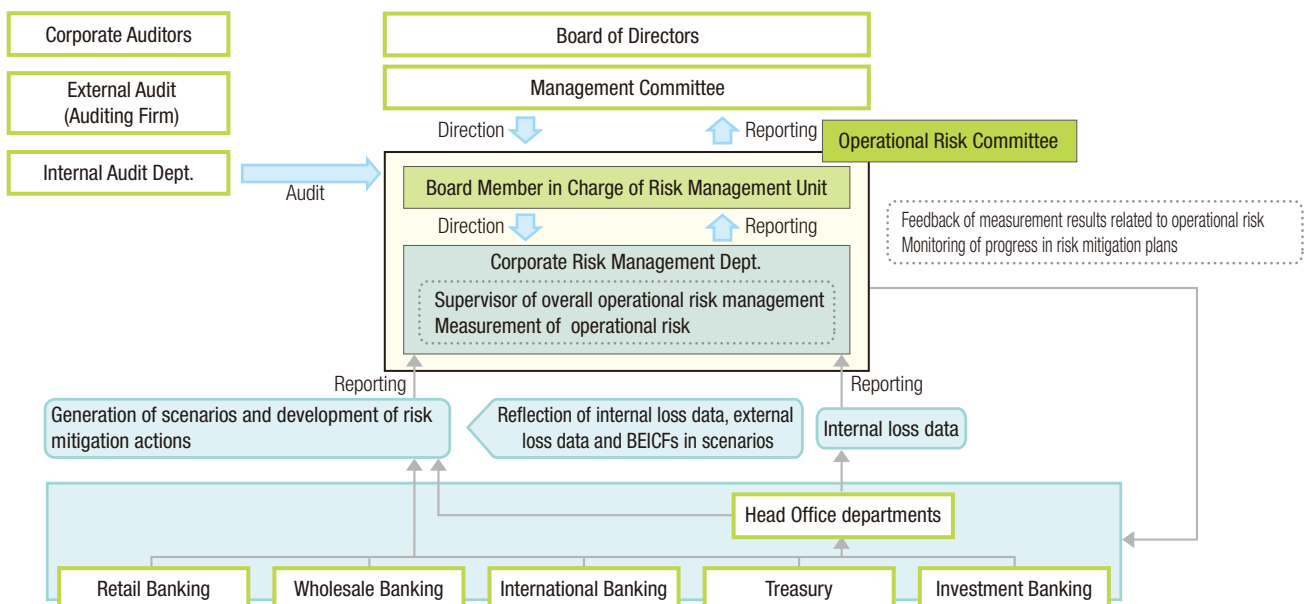 Corporate Auditors
External Audit
(Auditing Firm)
Internal Audit Dept.
Audit
Board of Directors
Management Committee
Direction
Reporting
Operational Risk Committee
Board Member in Charge of Risk Management Unit
Direction
Reporting
Corporate Risk Management Dept.
Supervisor of overall operational risk management
Measurement of operational risk
Feedback of measurement results related to operational risk
Monitoring of progress in risk mitigation plans
Reporting
Reporting
Generation of scenarios and development of risk
mitigation actions
Reflection of internal loss data, external
loss data and BEICFs in scenarios
Internal loss data
Head Office departments
Retail Banking
Wholesale Banking
International Banking
Treasury
Investment Banking